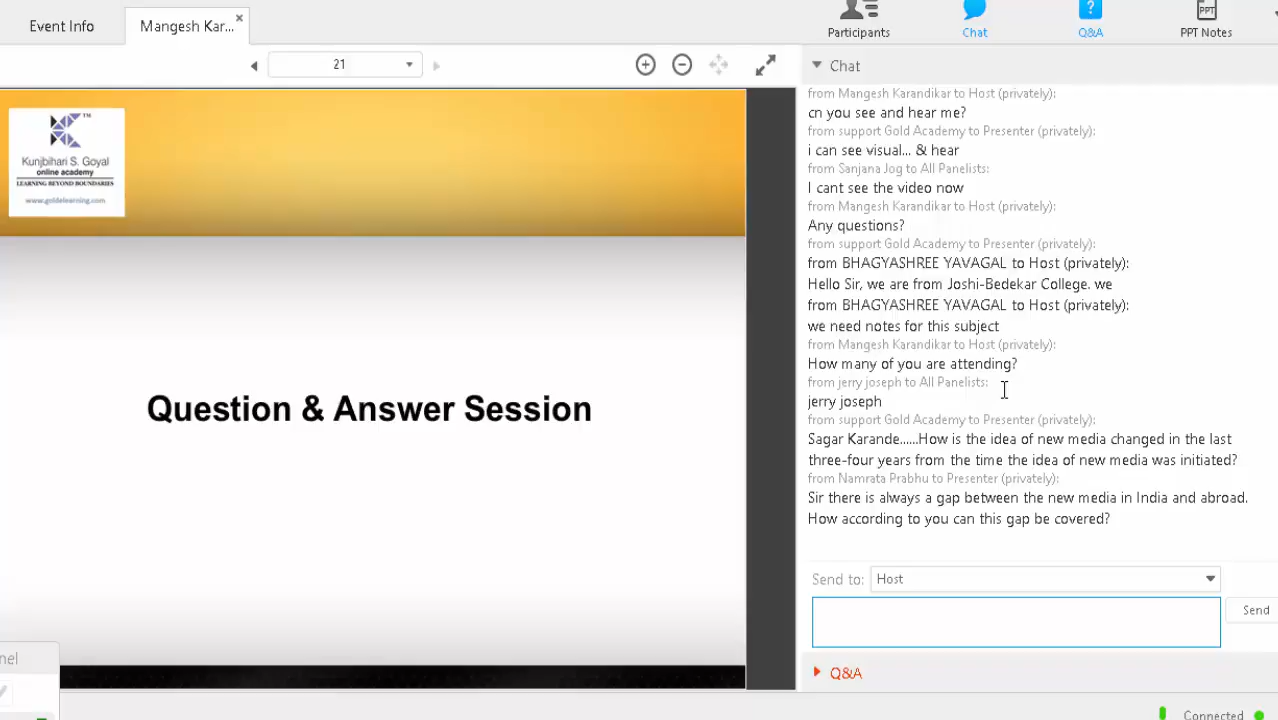 Event Info
Mangesh Kar...
Participants
Chat
Q&A
PPT Notes
21
Chat
TM
Kunjbihari S. Goyal
online academy
LEARNING BEYOND BOUNDARIES
www.goldelearning.com
Question & Answer Session
from Mangesh Karandikar to Host (privately):
cn you see and hear me?
from support Gold Academy to Presenter (privately):
i can see visual... & hear
from Sanjana Jog to All Panelists:
I cant see the video now
from Mangesh Karandikar to Host (privately):
Any questions?
from support Gold Academy to Presenter (privately):
from BHAGYASHREE YAVAGAL to Host (privately):
Hello Sir, we are from Joshi-Bedekar College. we
from BHAGYASHREE YAVAGAL to Host (privately):
we need notes for this subject
from Mangesh Karandikar to Host (privately):
How many of you are attending?
from jerry joseph to All Panelists:
jerry joseph
from support Gold Academy to Presenter (privately):
Sagar Karande......How is the idea of new media changed in the last
three-four years from the time the idea of new media was initiated?
from Namrata Prabhu to Presenter (privately):
Sir there is always a gap between the new media in India and abroad.
How according to you can this gap be covered?
Send to:
Host
Send
Q&A
nel
Connected